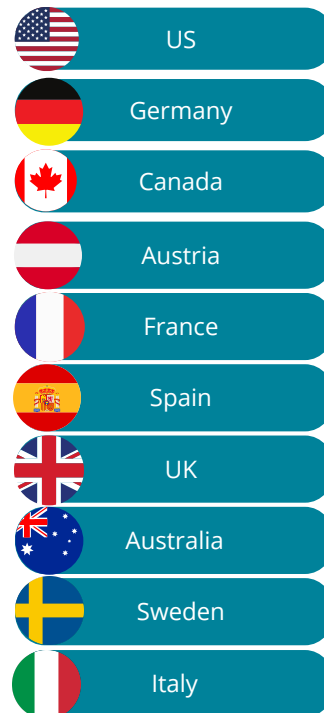 US
Germany
Canada
Austria
France
Spain
UK
Australia
Sweden
Italy